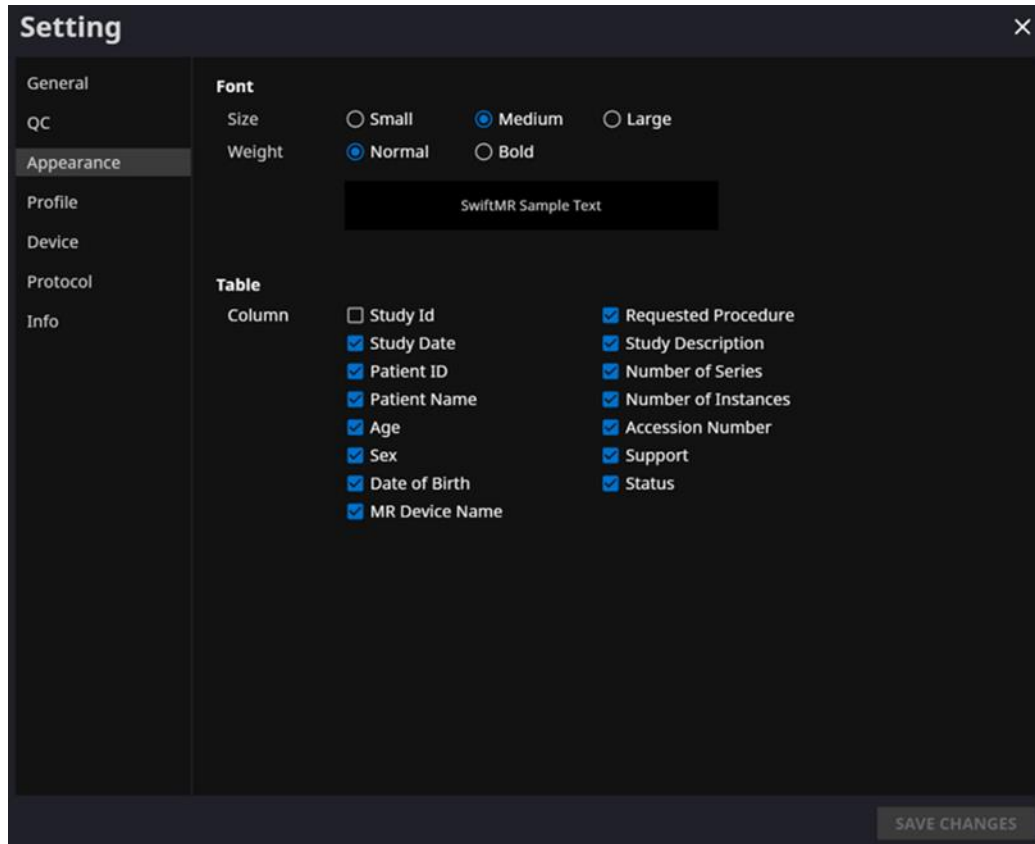 Setting
General
QC
Appearance
Profile
Device
Protocol
Info
Font
Size Small Medium Large
Weight Normal Bold
SwiftMR Sample Text
Table
Column Study Id Requested Procedure
Study Date Study Description
Patient ID Number of Series
Patient Name Number of Instances
Age Accession Number
Sex Support
Date of Birth Status
MR Device Name
SAVE CHANGES